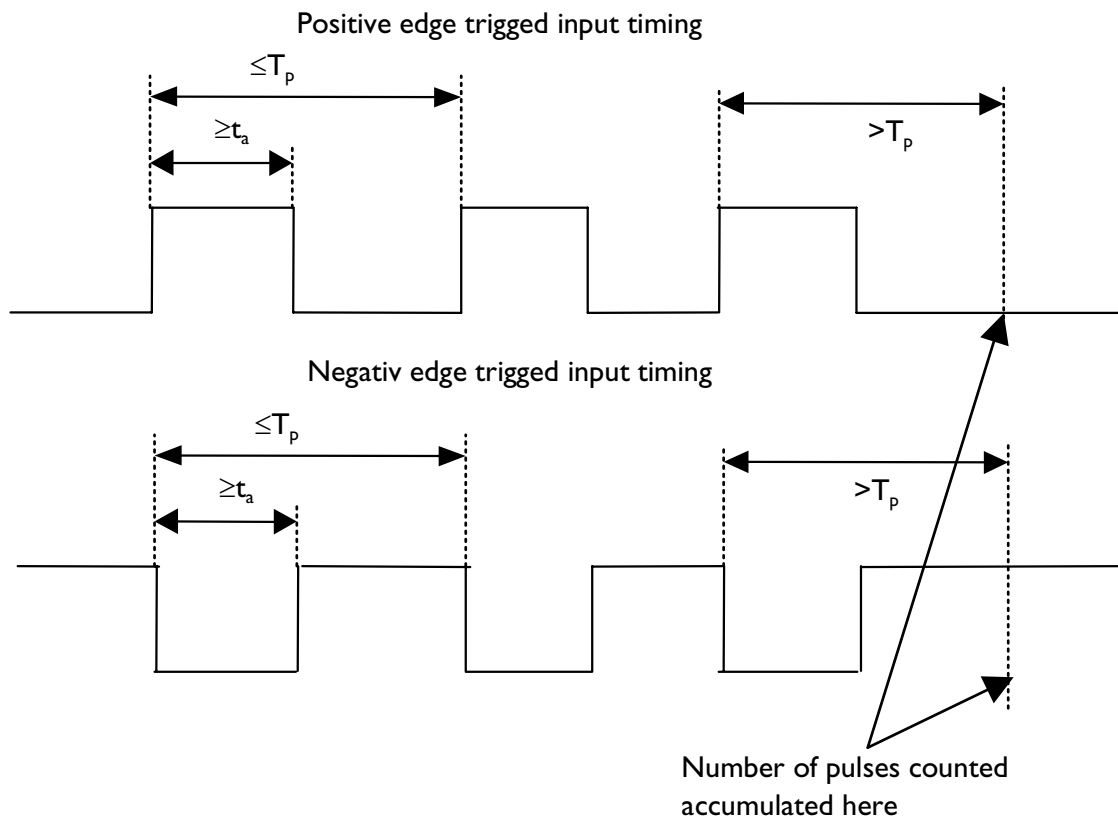 Positive edge trigged input timing
≤Tp
>Tp
≥ta
Negativ edge trigged input timing
≤Tp
>Tp
≥ta
Number of pulses counted
accumulated here